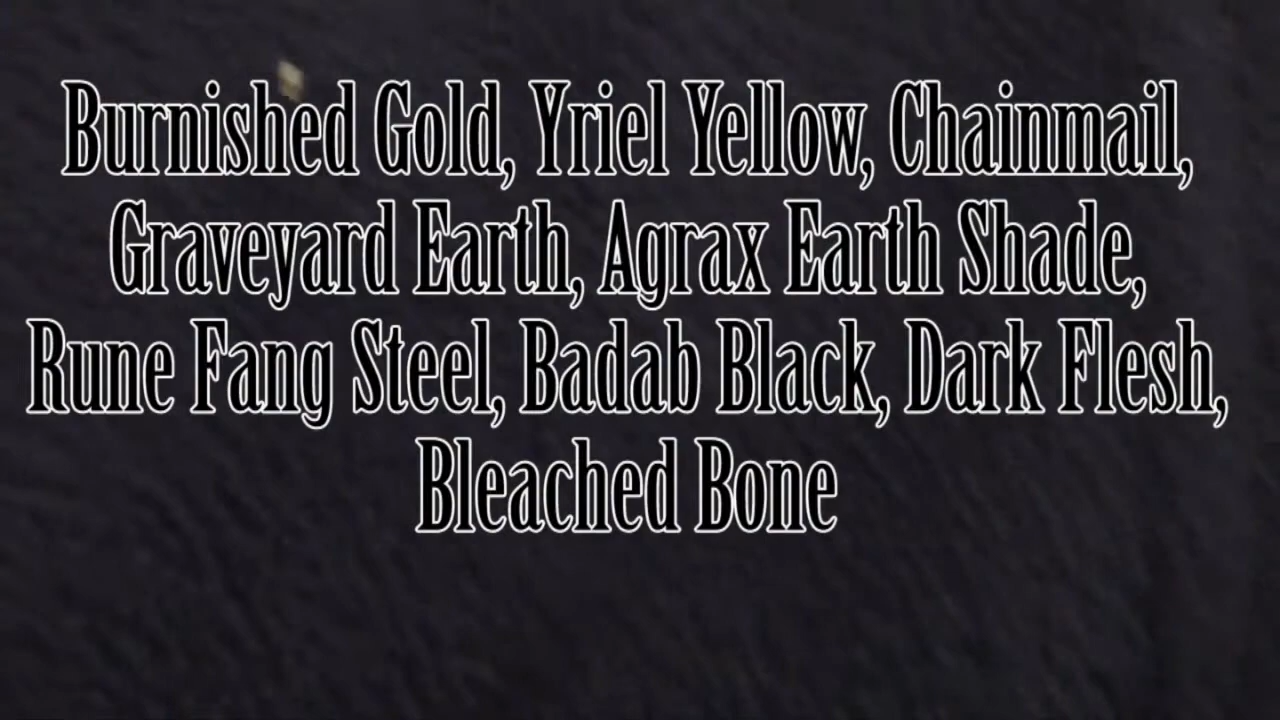 Burnished Gold, Yriel Yellow, Chainmail,
Graveyard Earth, Agrax Earth Shade,
Rune Fang Steel, Badab Black, Dark Flesh,
Bleached Bone